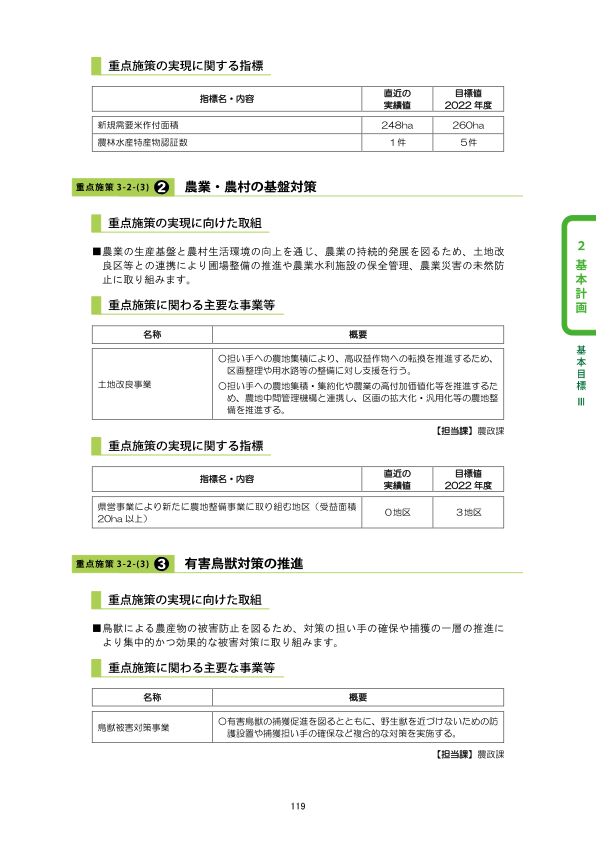 重点施策の実現に関する指標
指標名・内容 直近の実績値 目標値2022年度
新規需要米作付面積 248ha 260ha
農林水産特産物認証数 1件 5件
重点施策 3-2-(3) ❷ 農業・農村の基盤対策
重点施策の実現に向けた取組
■農業の生産基盤と農村生活環境の向上を通じ、農業の持続的発展を図るため、土地改
良区等との連携により圃場整備の推進や農業水利施設の保全管理、農業災害の未然防
止に取り組みます。
重点施策に関わる主要な事業等
名称 概要
土地改良事業
○担い手への農地集積により、高収益作物への転換を推進するため、
区画整理や用水路等の整備に対し支援を行う。
○担い手への農地集積・集約化や農業の高付加価値化等を推進するた
め、農地中間管理機構と連携し、区画の拡大化・汎用化等の農地整
備を推進する。
【担当課】農政課
重点施策の実現に関する指標
指標名・内容 直近の実績値 目標値2022年度
県営事業により新たに農地整備事業に取り組む地区（受益面積
20ha 以上） 0地区 3地区
重点施策 3-2-(3) ❸ 有害鳥獣対策の推進
重点施策の実現に向けた取組
■鳥獣による農産物の被害防止を図るため、対策の担い手の確保や捕獲の一層の推進に
より集中的かつ効果的な被害対策に取り組みます。
重点施策に関わる主要な事業等
名称 概要
鳥獣被害対策事業
○有害鳥獣の捕獲促進を図るとともに、野生獣を近づけないための防
護設置や捕獲担い手の確保など複合的な対策を実施する。
【担当課】農政課
2 基本計画
基本目標 Ⅲ
119